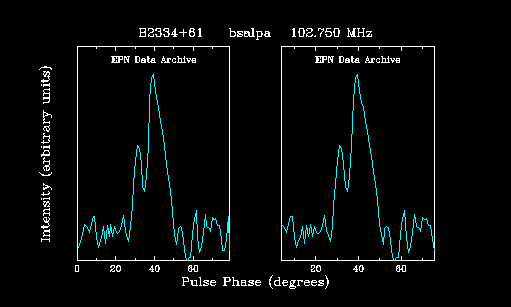 B2334+61 bsalpa 102.750 MHz
EPN Data Archive EPN Data Archive
Intensity (arbitrary units)
0 20 40 60 20 40 60
Pulse Phase (degrees)